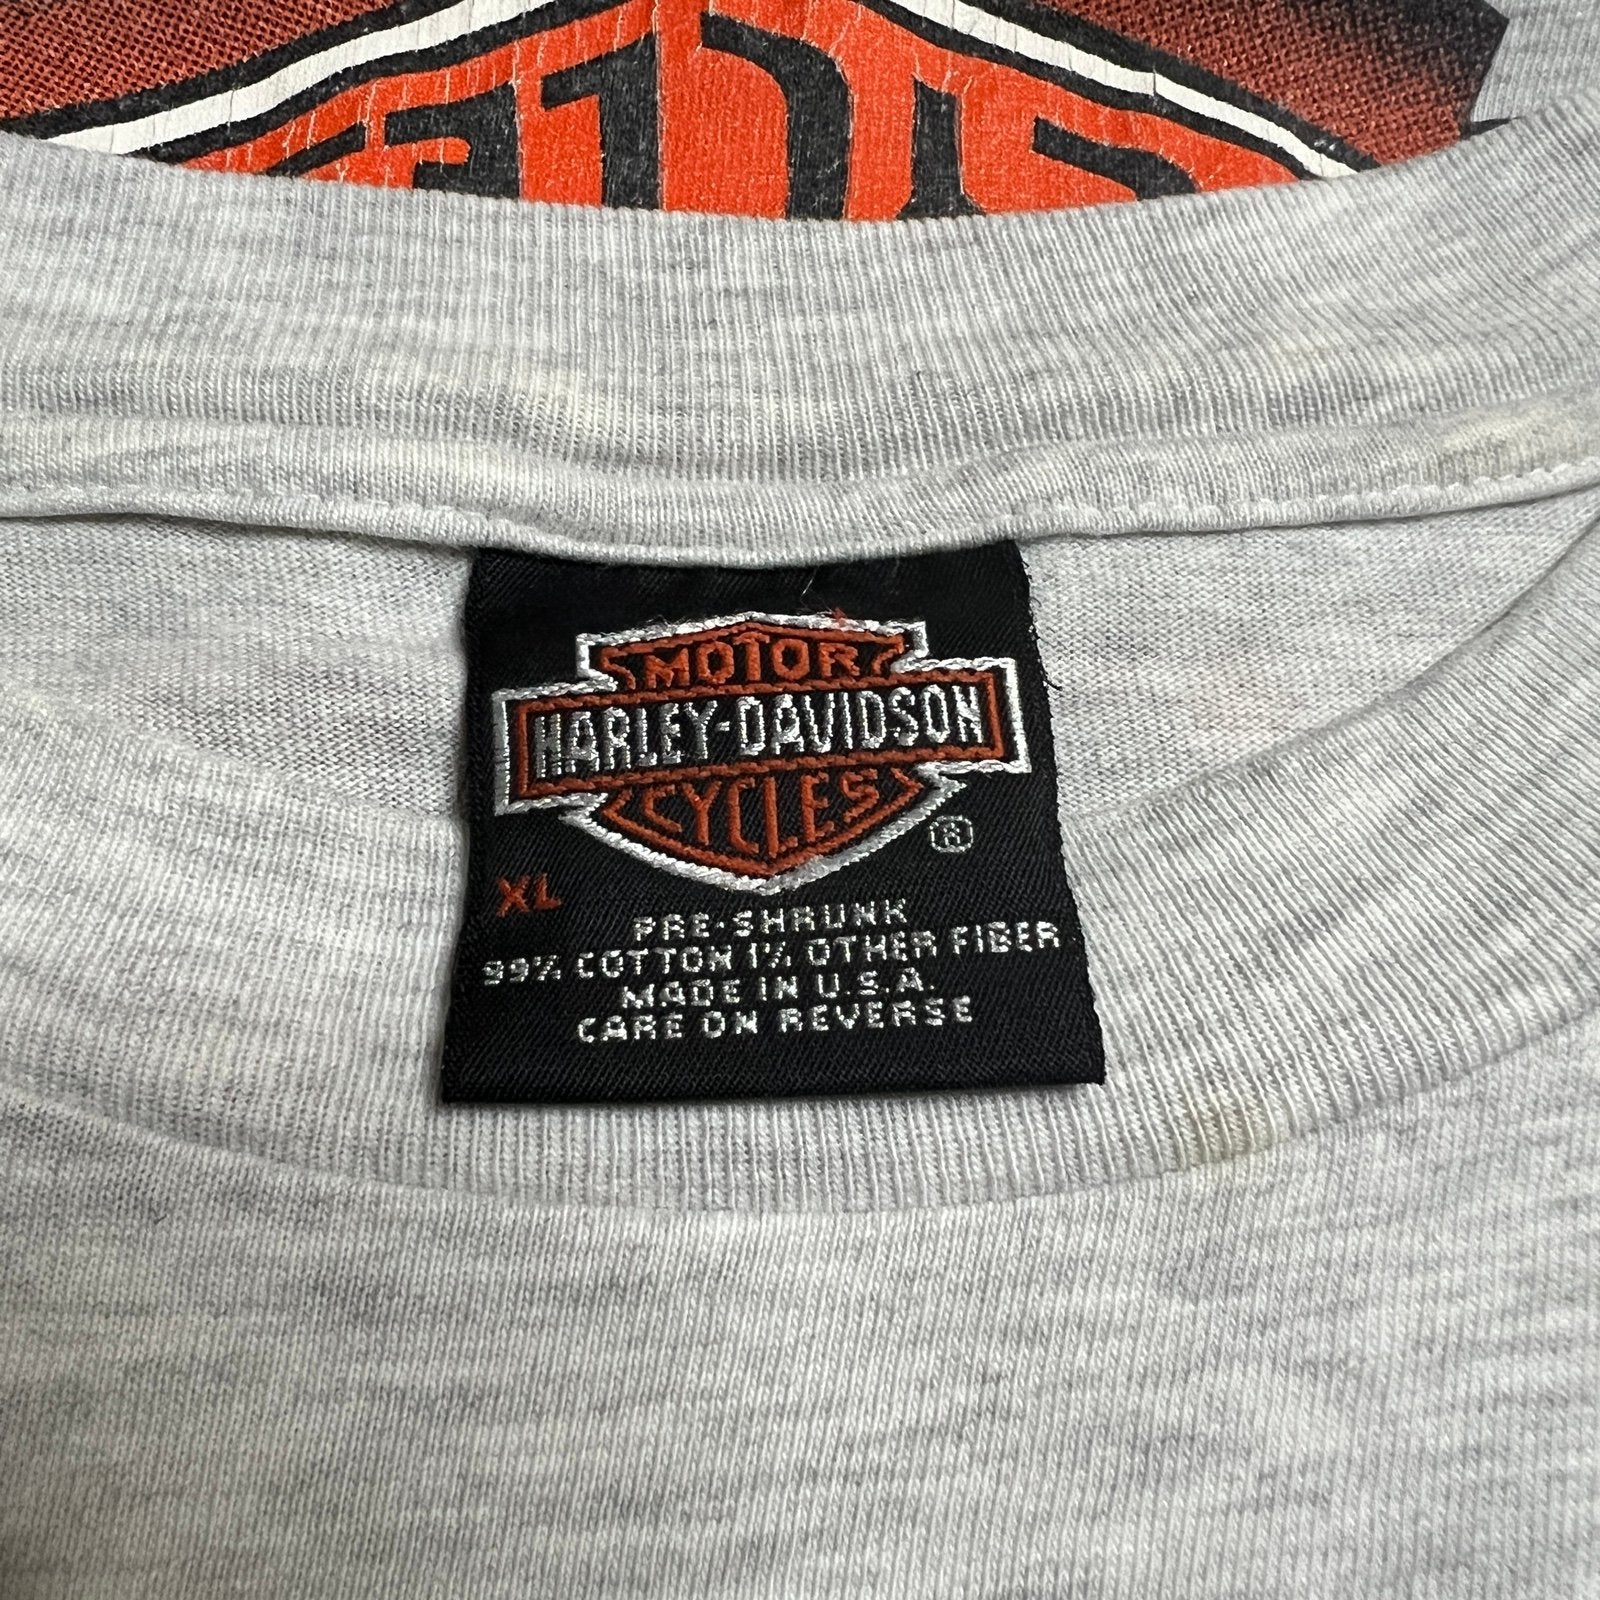 MOTOR
HARLEY-DAVIDSON
CYCLES
®
XL
PRE-SHRUNK
99% COTTON 1% OTHER FIBER
MADE IN U.S.A.
CARE ON REVERSE